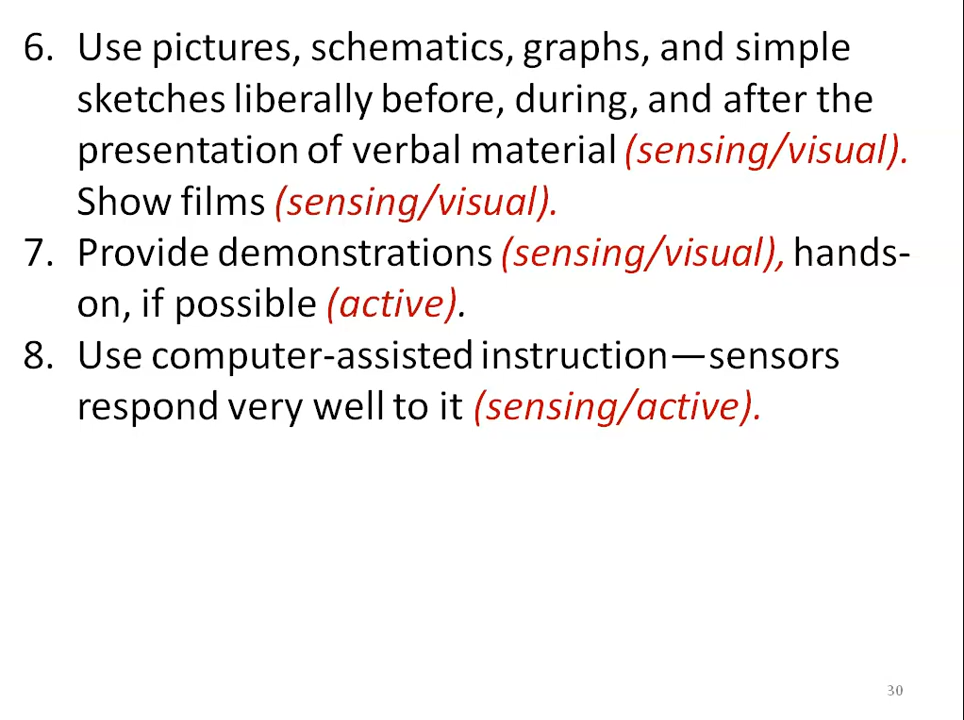 6. Use pictures, schematics, graphs, and simple
sketches liberally before, during, and after the
presentation of verbal material (sensing/visual).
Show films (sensing/visual).
7. Provide demonstrations (sensing/visual), hands-
on, if possible (active).
8. Use computer-assisted instruction—sensors
respond very well to it (sensing/active).
30